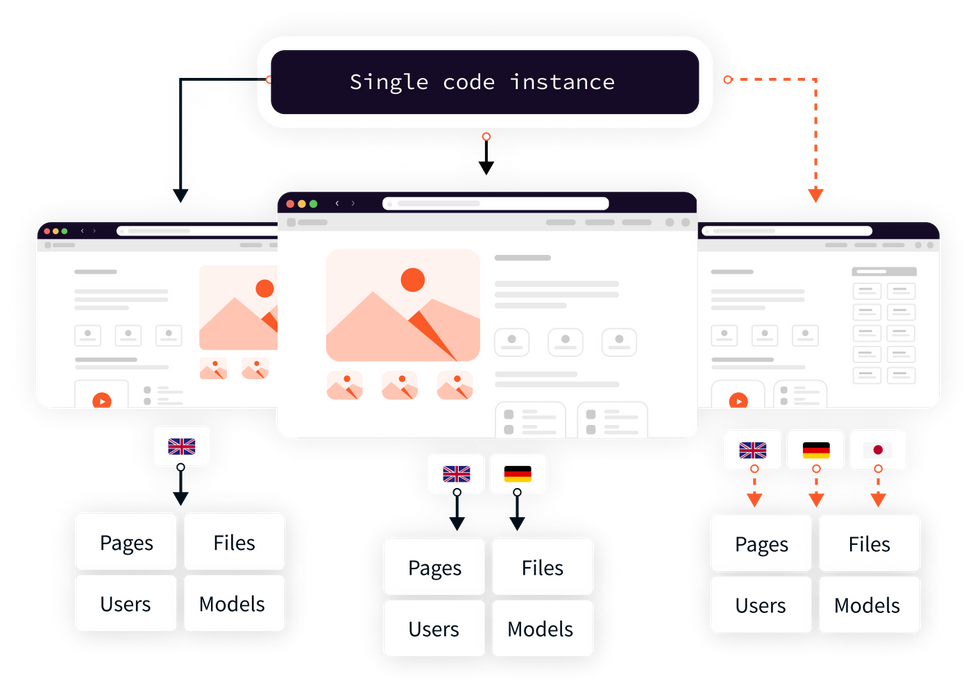 Single code instance
Pages
Files
Users
Models
Pages
Files
Users
Models
Pages
Files
Users
Models